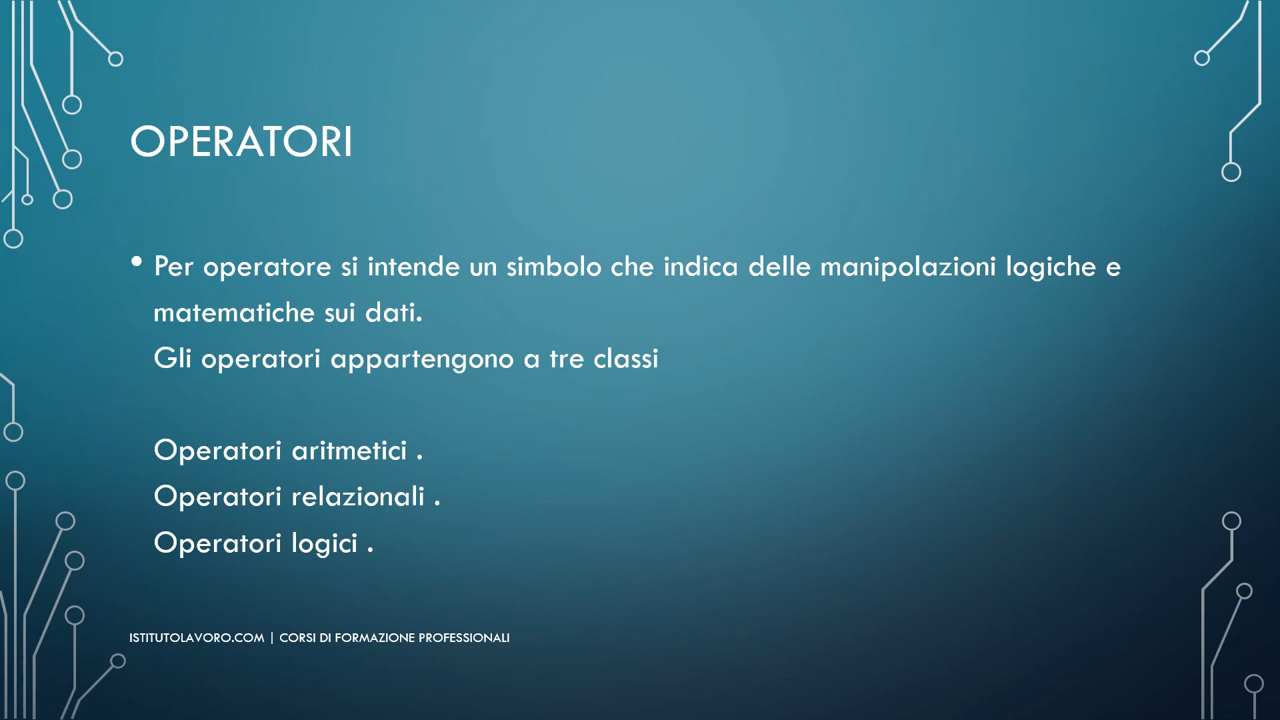 OPERATORI
• Per operatore si intende un simbolo che indica delle manipolazioni logiche e
matematiche sui dati.
Gli operatori appartengono a tre classi
Operatori aritmetici .
Operatori relazionali .
Operatori logici .
ISTITUTOLAVORO.COM | CORSI DI FORMAZIONE PROFESSIONALI